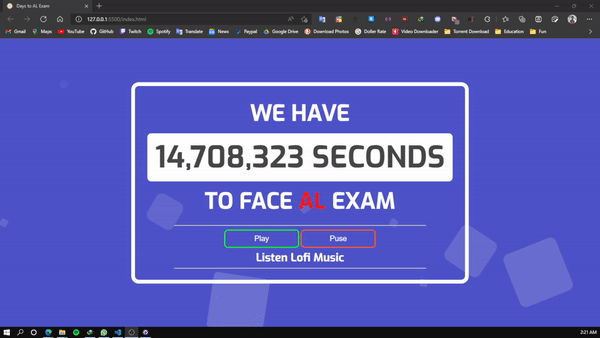 Days to AL Exam
127.0.0.1:5500/index.html
Gmail Maps YouTube GitHub Twitch Spotify Translate News Paypal Google Drive Download Photos Doller Rate Video Downloader Torrent Download Education Fun
WE HAVE
14,708,323 SECONDS
TO FACE AL EXAM
Play Puse
Listen Lofi Music
2:21 AM